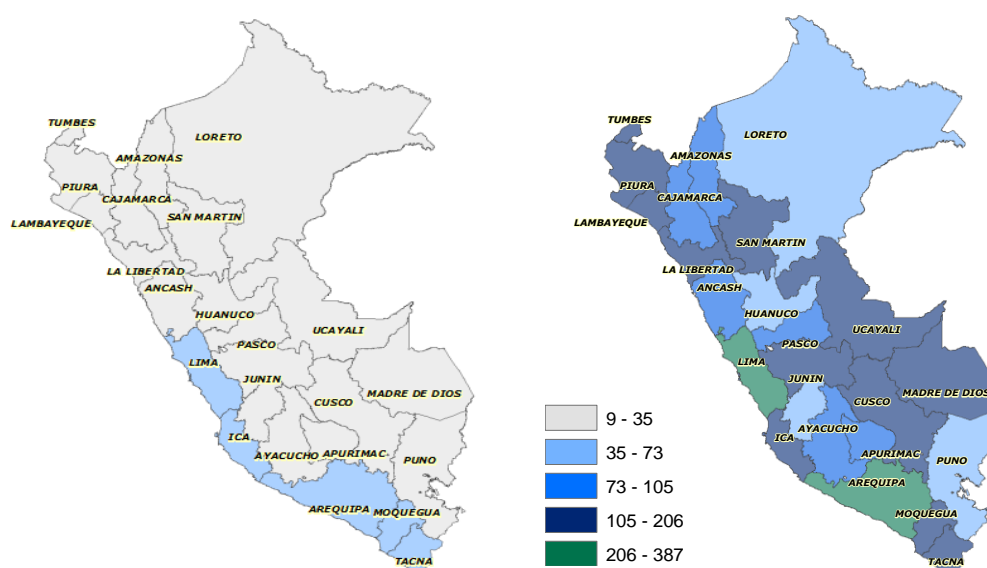 TUMBES
LORETO
AMAZONAS
PIURA
CAJAMARCA
LAMBAYEQUE
SAN MARTIN
LA LIBERTAD
ANCASH
HUANUCO
UCAYALI
PASCO
LIMA
JUNIN
MADRE DE DIOS
CUSCO
ICA
AYACUCHO
APURIMAC
PUNO
AREQUIPA
MOQUEGUA
TACNA
TUMBES
LORETO
AMAZONAS
PIURA
CAJAMARCA
LAMBAYEQUE
SAN MARTIN
LA LIBERTAD
ANCASH
HUANUCO
UCAYALI
PASCO
LIMA
JUNIN
MADRE DE DIOS
CUSCO
ICA
AYACUCHO
APURIMAC
PUNO
AREQUIPA
MOQUEGUA
TACNA
9 - 35
35 - 73
73 - 105
105 - 206
206 - 387